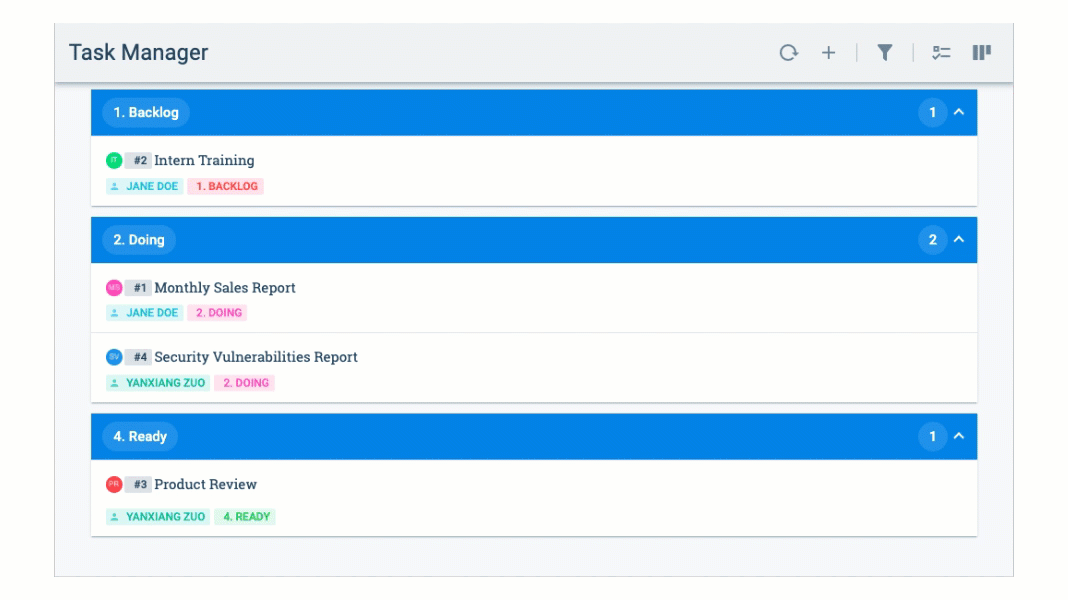 Task Manager
1. Backlog 1
IT #2 Intern Training
JANE DOE 1. BACKLOG
2. Doing 2
MS #1 Monthly Sales Report
JANE DOE 2. DOING
SV #4 Security Vulnerabilities Report
YANXIANG ZUO 2. DOING
4. Ready 1
PR #3 Product Review
YANXIANG ZUO 4. READY